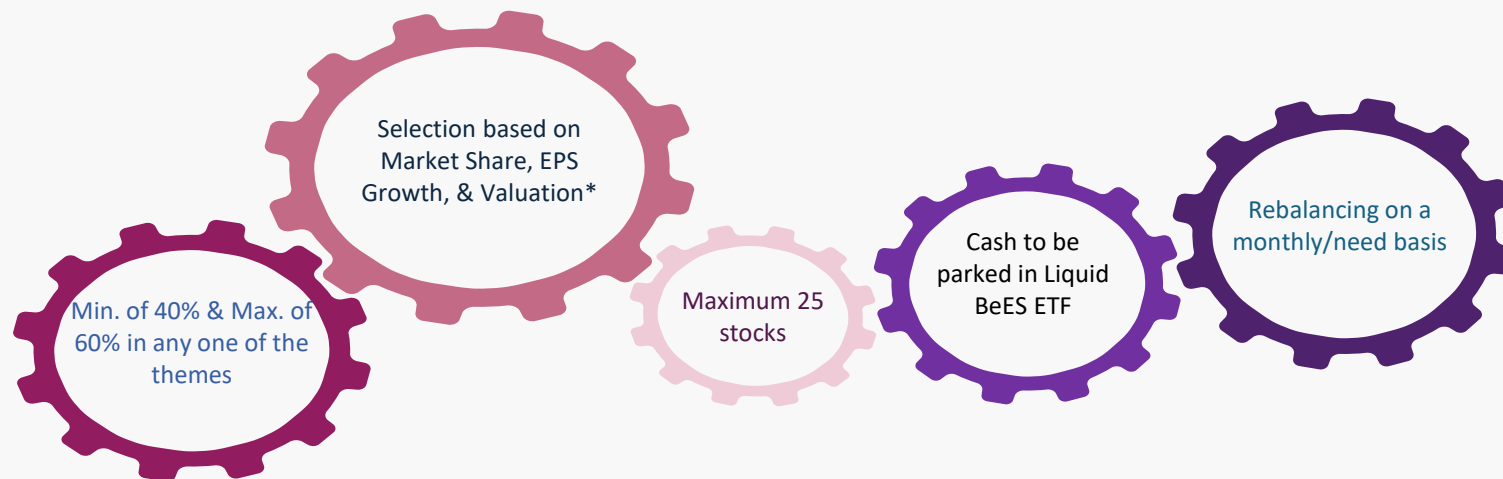 Min. of 40% & Max. of
60% in any one of the
themes
Selection based on
Market Share, EPS
Growth, & Valuation*
Maximum 25
stocks
Cash to be
parked in Liquid
BeES ETF
Rebalancing on a
monthly/need basis